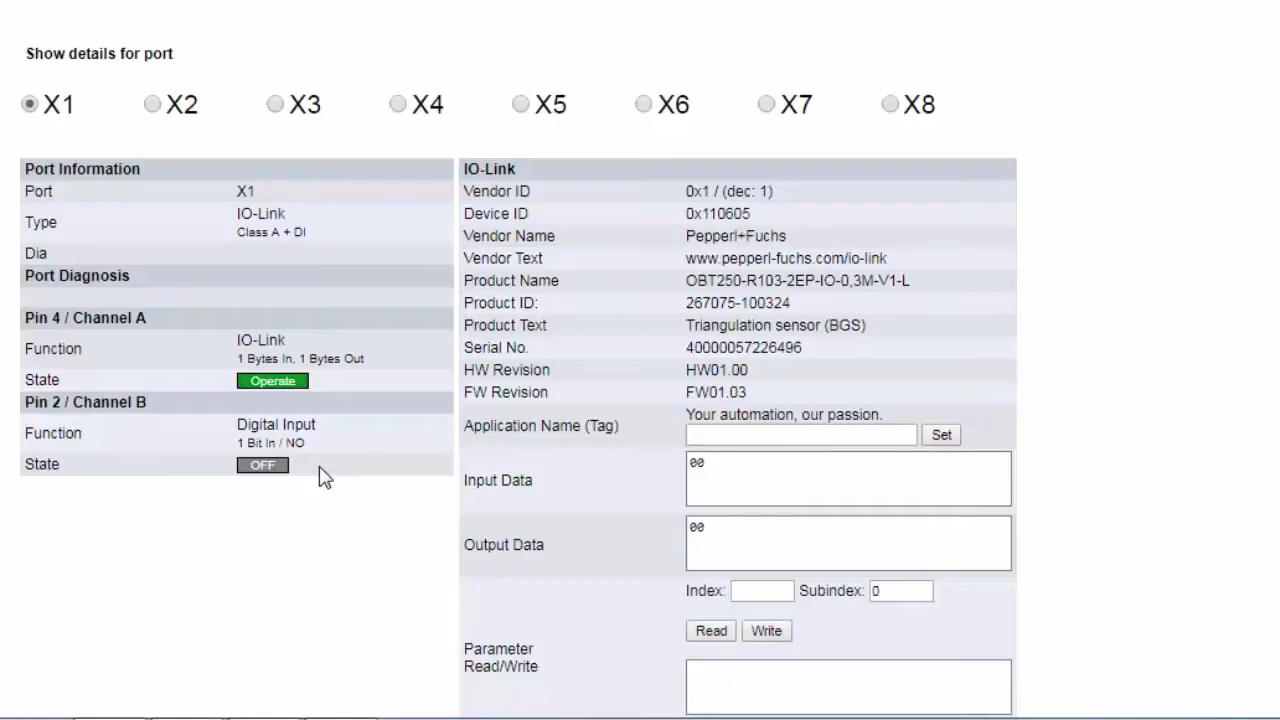 Show details for port
X1 X2 X3 X4 X5 X6 X7 X8
Port Information
Port X1
Type IO-Link
Class A + DI
Dia
Port Diagnosis
Pin 4 / Channel A
Function IO-Link
1 Bytes In, 1 Bytes Out
State Operate
Pin 2 / Channel B
Function Digital Input
1 Bit In / NO
State OFF
IO-Link
Vendor ID 0x1 / (dec: 1)
Device ID 0x110605
Vendor Name Pepperl+Fuchs
Vendor Text www.pepperl-fuchs.com/io-link
Product Name OBT250-R103-2EP-IO-0,3M-V1-L
Product ID: 267075-100324
Product Text Triangulation sensor (BGS)
Serial No. 40000057226496
HW Revision HW01.00
FW Revision FW01.03
Application Name (Tag) Your automation, our passion.
Set
Input Data 00
Output Data 00
Index: Subindex: 0
Read Write
Parameter
Read/Write